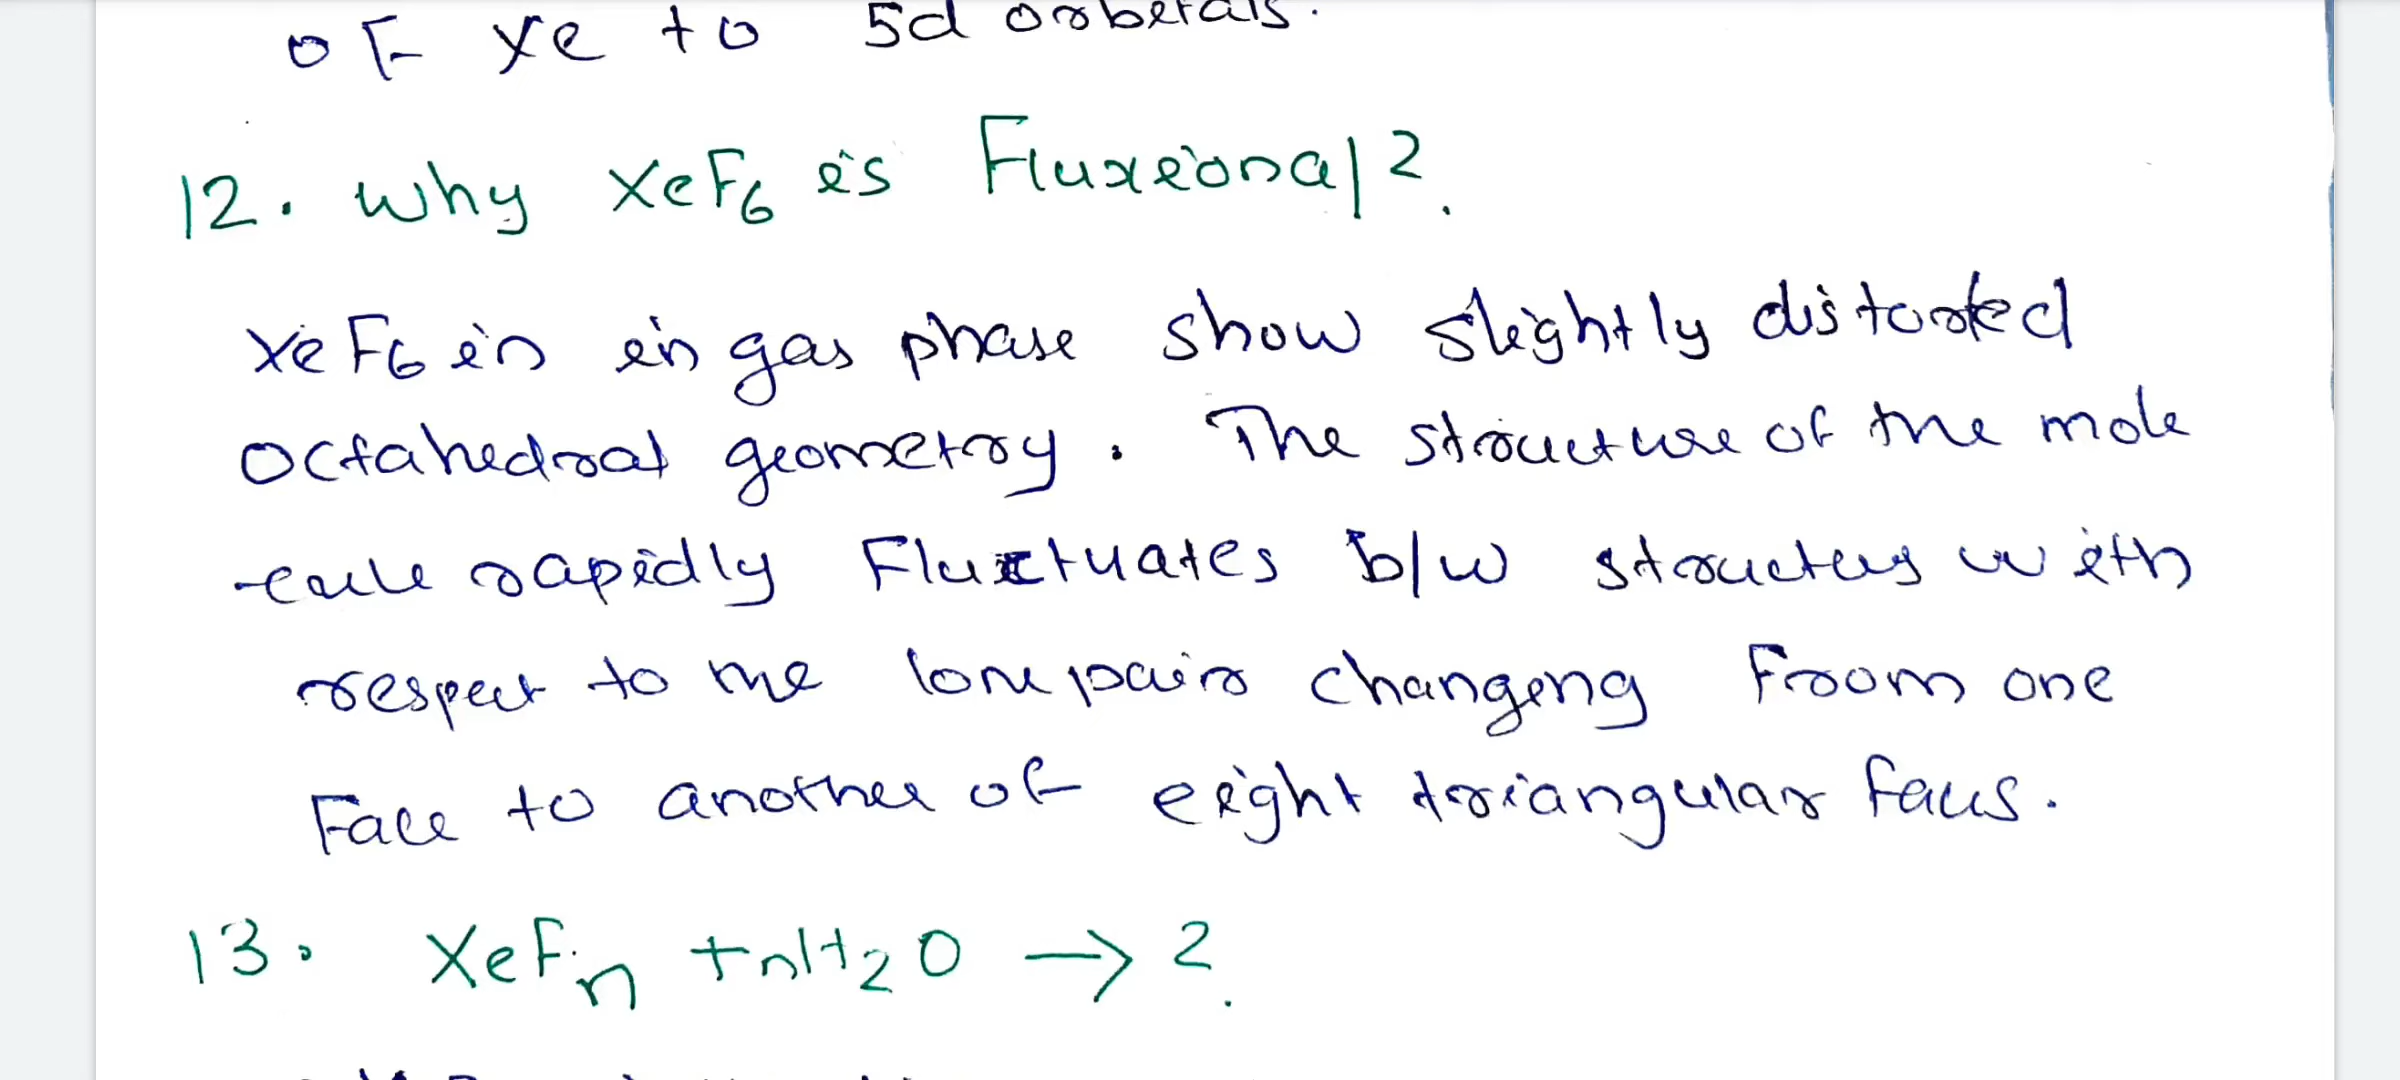 of Xe to 5d orbitals.
12. Why XeF6 is Fluxional?
XeF6 in in gas phase show slightly distorted
octahedral geometry. The structure of the mole
-cule rapidly Fluctuates b/w structers with
respect to the lone pair changing From one
Face to another of eight triangular faces.
13. XeFn + nH2O → ?